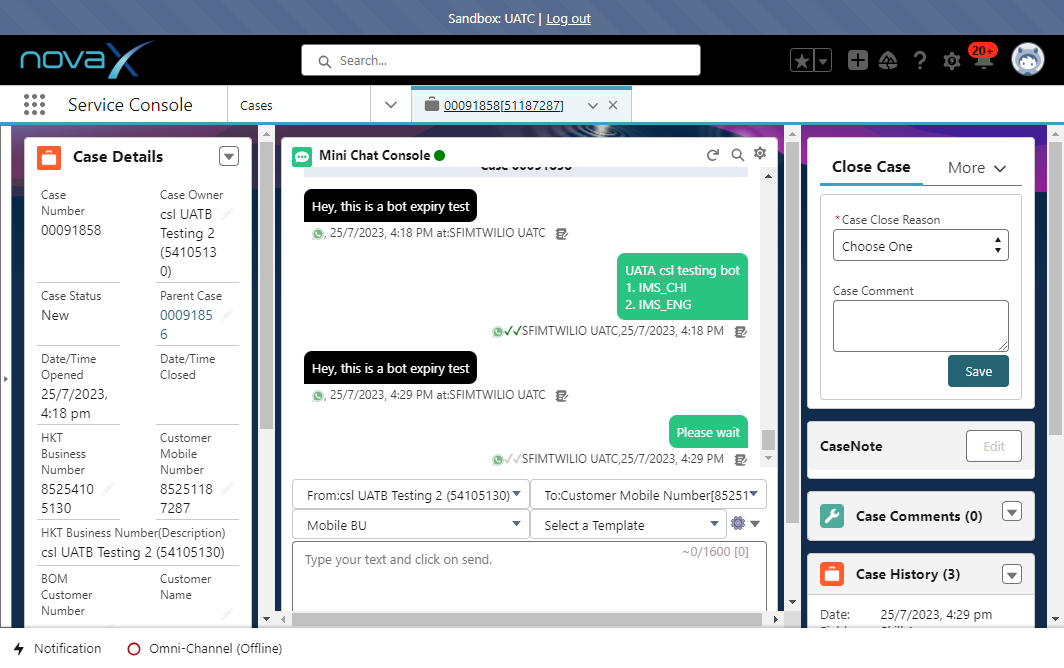 Sandbox: UATC | Log out
novaX
Search...
20+
Service Console
Cases
00091858[51187287]
Case Details
Case Number
00091858
Case Owner
csl UATB Testing 2 (54105130)
Case Status
New
Parent Case
00091856
Date/Time Opened
25/7/2023, 4:18 pm
Date/Time Closed
HKT Business Number
85254105130
Customer Mobile Number
85251187287
HKT Business Number(Description)
csl UATB Testing 2 (54105130)
BOM Customer Number
Customer Name
Mini Chat Console
Case 00091858
Hey, this is a bot expiry test
, 25/7/2023, 4:18 PM at:SFIMTWILIO UATC
UATA csl testing bot
1. IMS_CHI
2. IMS_ENG
SFIMTWILIO UATC,25/7/2023, 4:18 PM
Hey, this is a bot expiry test
, 25/7/2023, 4:29 PM at:SFIMTWILIO UATC
Please wait
SFIMTWILIO UATC,25/7/2023, 4:29 PM
From:csl UATB Testing 2 (54105130)
To:Customer Mobile Number[85251
Mobile BU
Select a Template
Type your text and click on send.
~0/1600 [0]
Close Case
More
*Case Close Reason
Choose One
Case Comment
Save
CaseNote
Edit
Case Comments (0)
Case History (3)
Date:
25/7/2023, 4:29 pm
Notification
Omni-Channel (Offline)